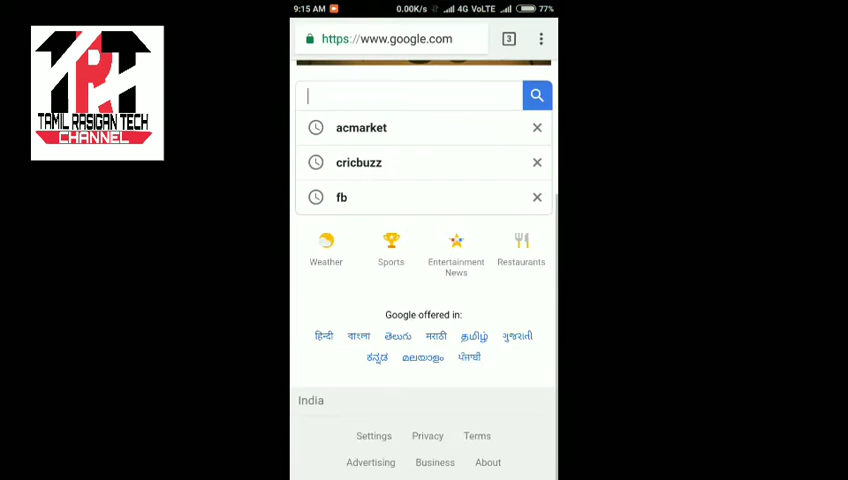 9:15 AM 0.00K/s 4G VoLTE 77%
https://www.google.com 3
TRT
TAMIL RASIGAN TECH
CHANNEL
acmarket
cricbuzz
fb
Weather Sports Entertainment News Restaurants
Google offered in:
हिन्दी বাংলা తెలుగు मराठी தமிழ் ગુજરાતી
ಕನ್ನಡ മലയാളം ਪੰਜਾਬੀ
India
Settings Privacy Terms
Advertising Business About